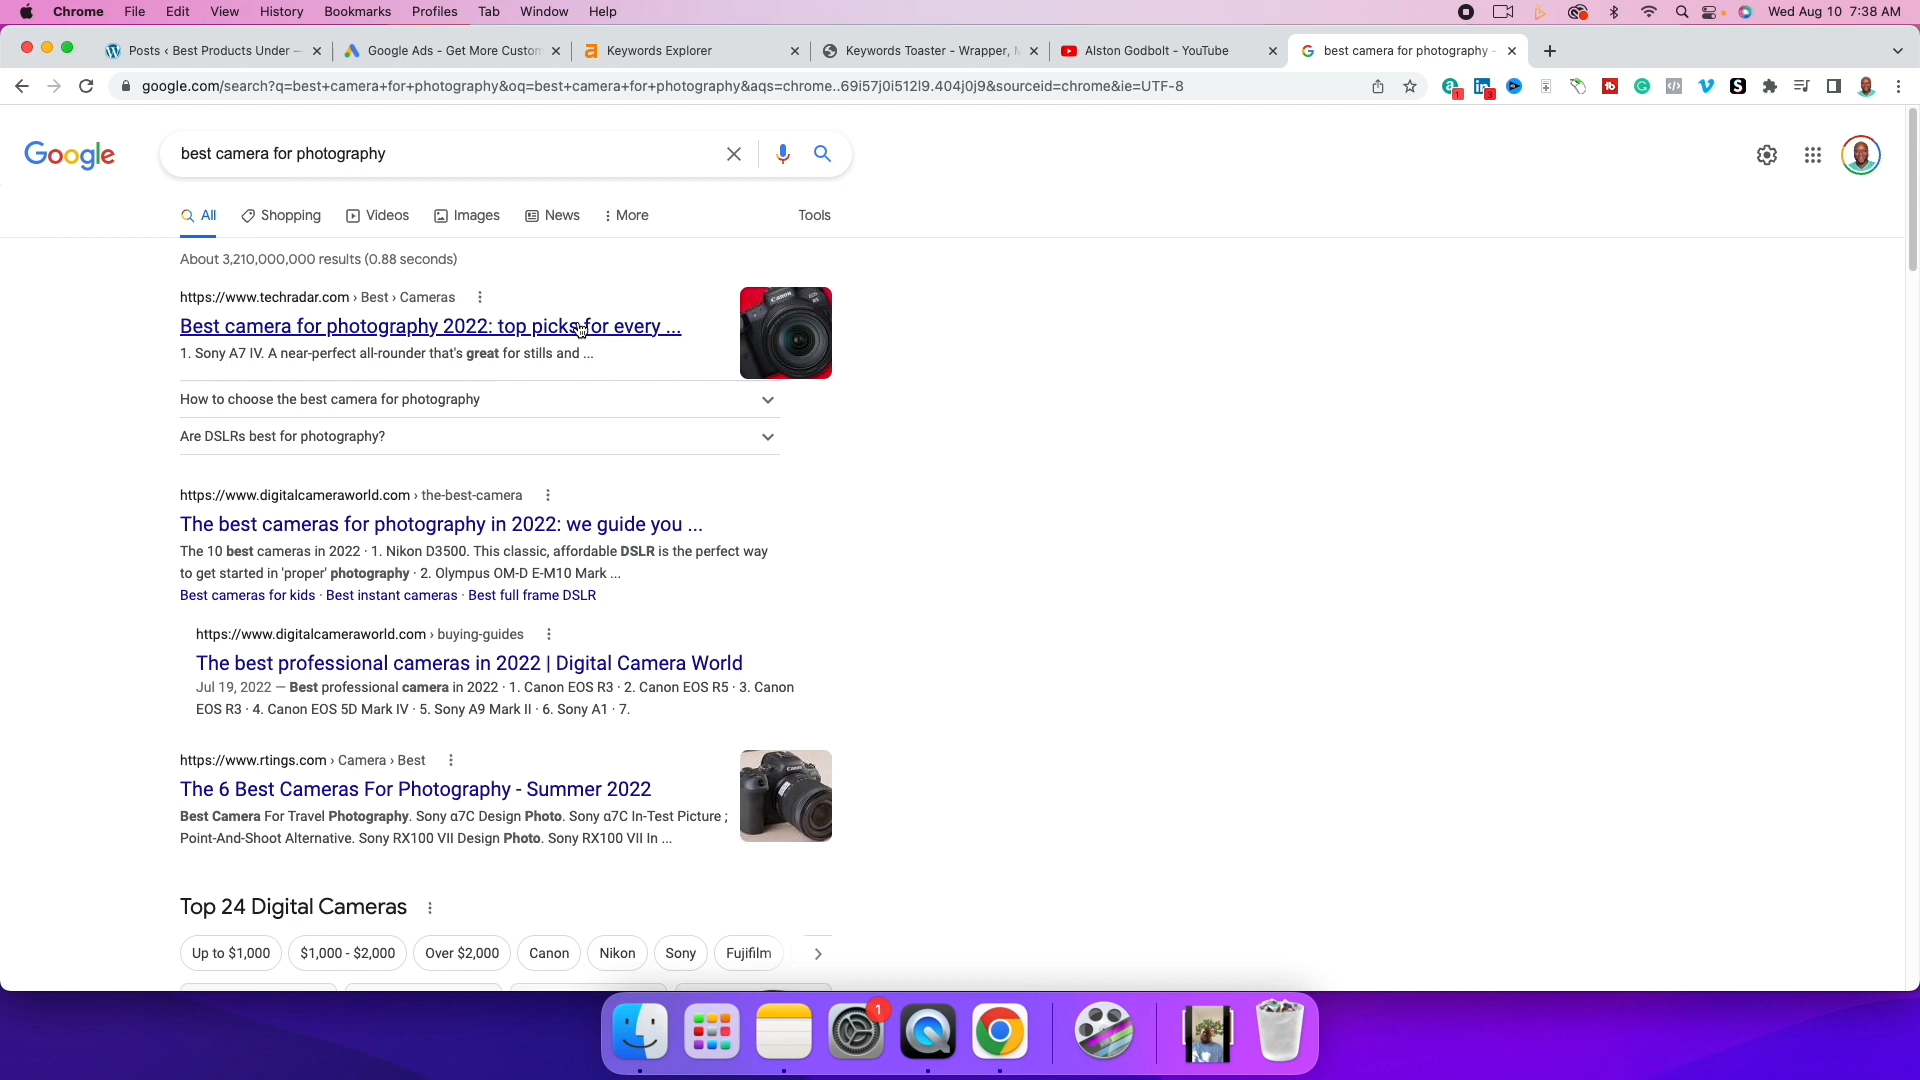 Chrome File Edit View History Bookmarks Profiles Tab Window Help Wed Aug 10 7:38 AM
Posts ‹ Best Products Under — Google Ads - Get More Custom Keywords Explorer Keywords Toaster - Wrapper, Alston Godbolt - YouTube best camera for photography -
google.com/search?q=best+camera+for+photography&oq=best+camera+for+photography&aqs=chrome..69i57j0i512l9.404j0j9&sourceid=chrome&ie=UTF-8
Google best camera for photography
All Shopping Videos Images News More Tools
About 3,210,000,000 results (0.88 seconds)
https://www.techradar.com › Best › Cameras
Best camera for photography 2022: top picks for every ...
1. Sony A7 IV. A near-perfect all-rounder that's great for stills and ...
How to choose the best camera for photography
Are DSLRs best for photography?
https://www.digitalcameraworld.com › the-best-camera
The best cameras for photography in 2022: we guide you ...
The 10 best cameras in 2022 · 1. Nikon D3500. This classic, affordable DSLR is the perfect way
to get started in 'proper' photography · 2. Olympus OM-D E-M10 Mark ...
Best cameras for kids · Best instant cameras · Best full frame DSLR
https://www.digitalcameraworld.com › buying-guides
The best professional cameras in 2022 | Digital Camera World
Jul 19, 2022 — Best professional camera in 2022 · 1. Canon EOS R3 · 2. Canon EOS R5 · 3. Canon
EOS R3 · 4. Canon EOS 5D Mark IV · 5. Sony A9 Mark II · 6. Sony A1 · 7.
https://www.rtings.com › Camera › Best
The 6 Best Cameras For Photography - Summer 2022
Best Camera For Travel Photography. Sony α7C Design Photo. Sony α7C In-Test Picture ;
Point-And-Shoot Alternative. Sony RX100 VII Design Photo. Sony RX100 VII In ...
Top 24 Digital Cameras
Up to $1,000 $1,000 - $2,000 Over $2,000 Canon Nikon Sony Fujifilm
1